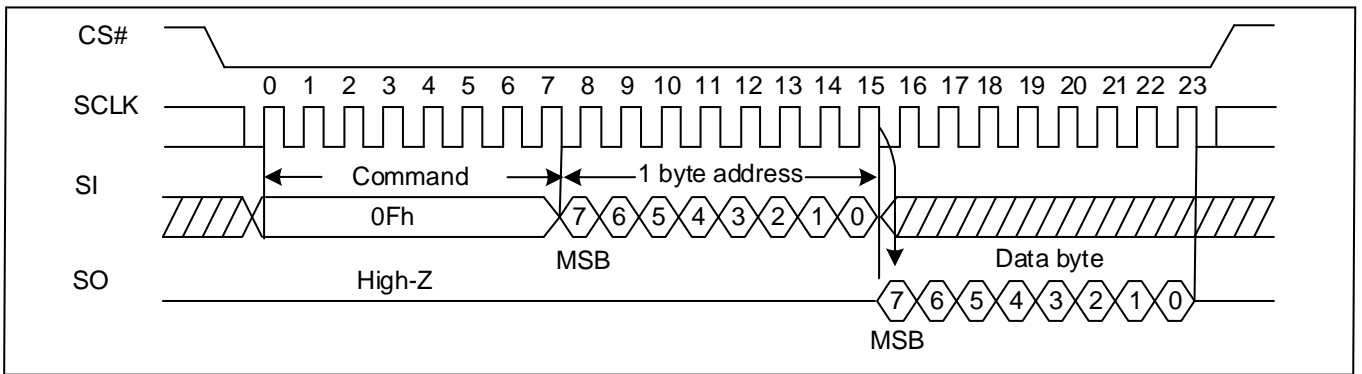 CS#
0 1 2 3 4 5 6 7 8 9 10 11 12 13 14 15 16 17 18 19 20 21 22 23
SCLK
Command 1 byte address
SI
0Fh 7 6 5 4 3 2 1 0
MSB Data byte
SO High-Z
7 6 5 4 3 2 1 0
MSB